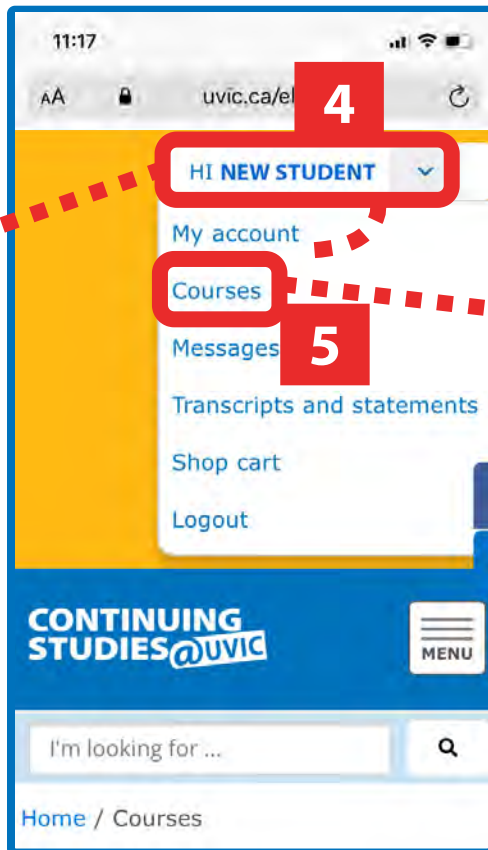 11:17
AA uvic.ca/el
4
HI NEW STUDENT
My account
Courses
5
Messages
Transcripts and statements
Shop cart
Logout
CONTINUING
STUDIES@UVIC
MENU
I'm looking for ...
Home / Courses